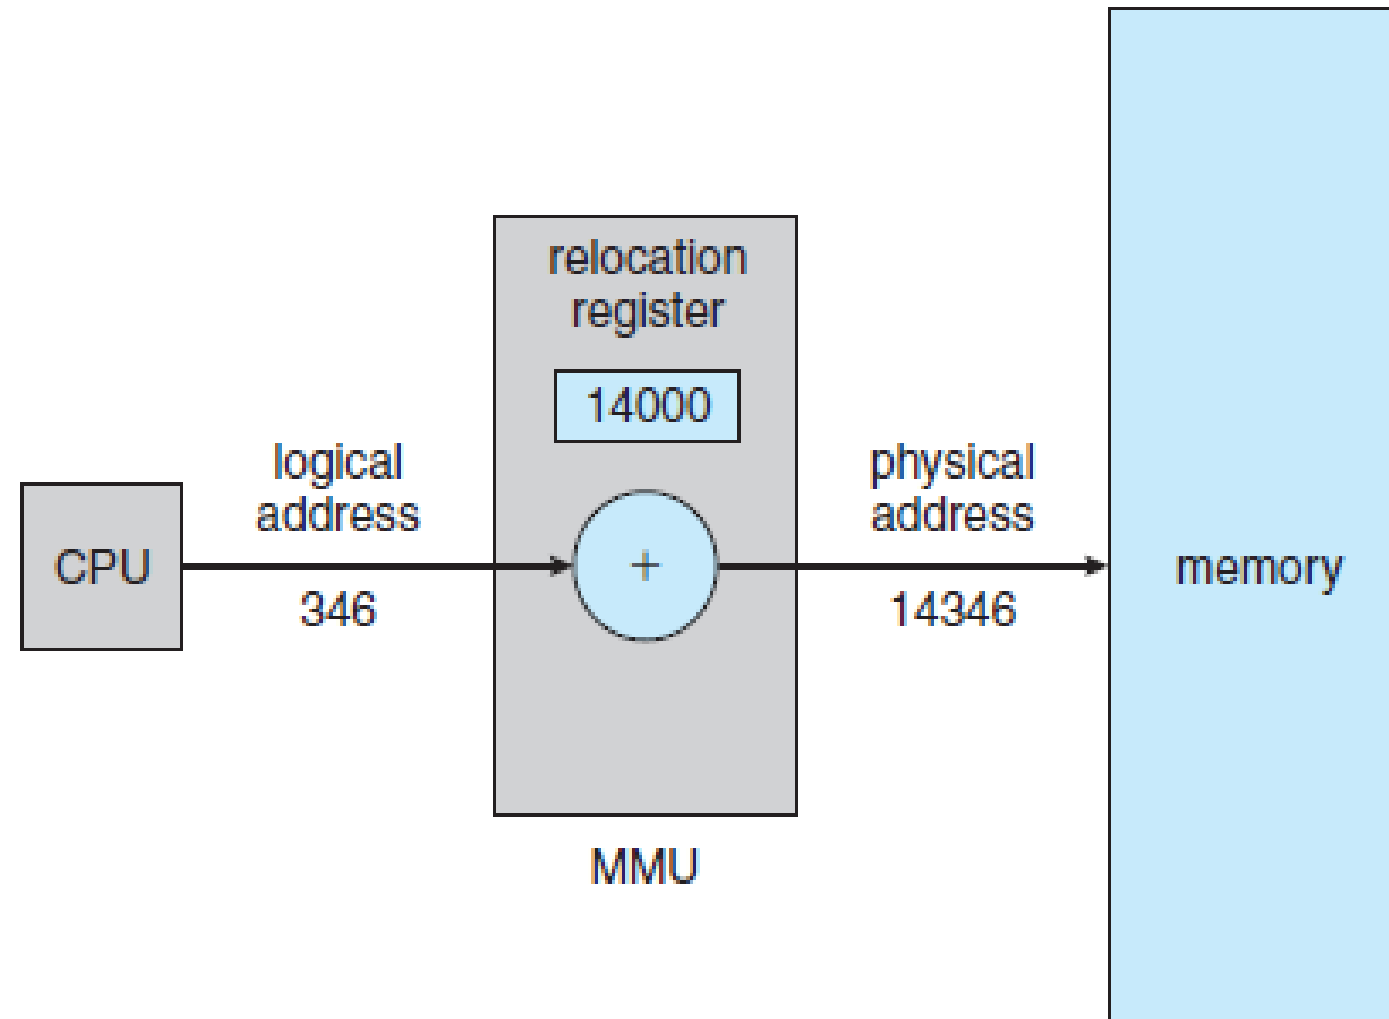 relocation
register
14000
logical
address
physical
address
CPU
+
memory
346
14346
MMU